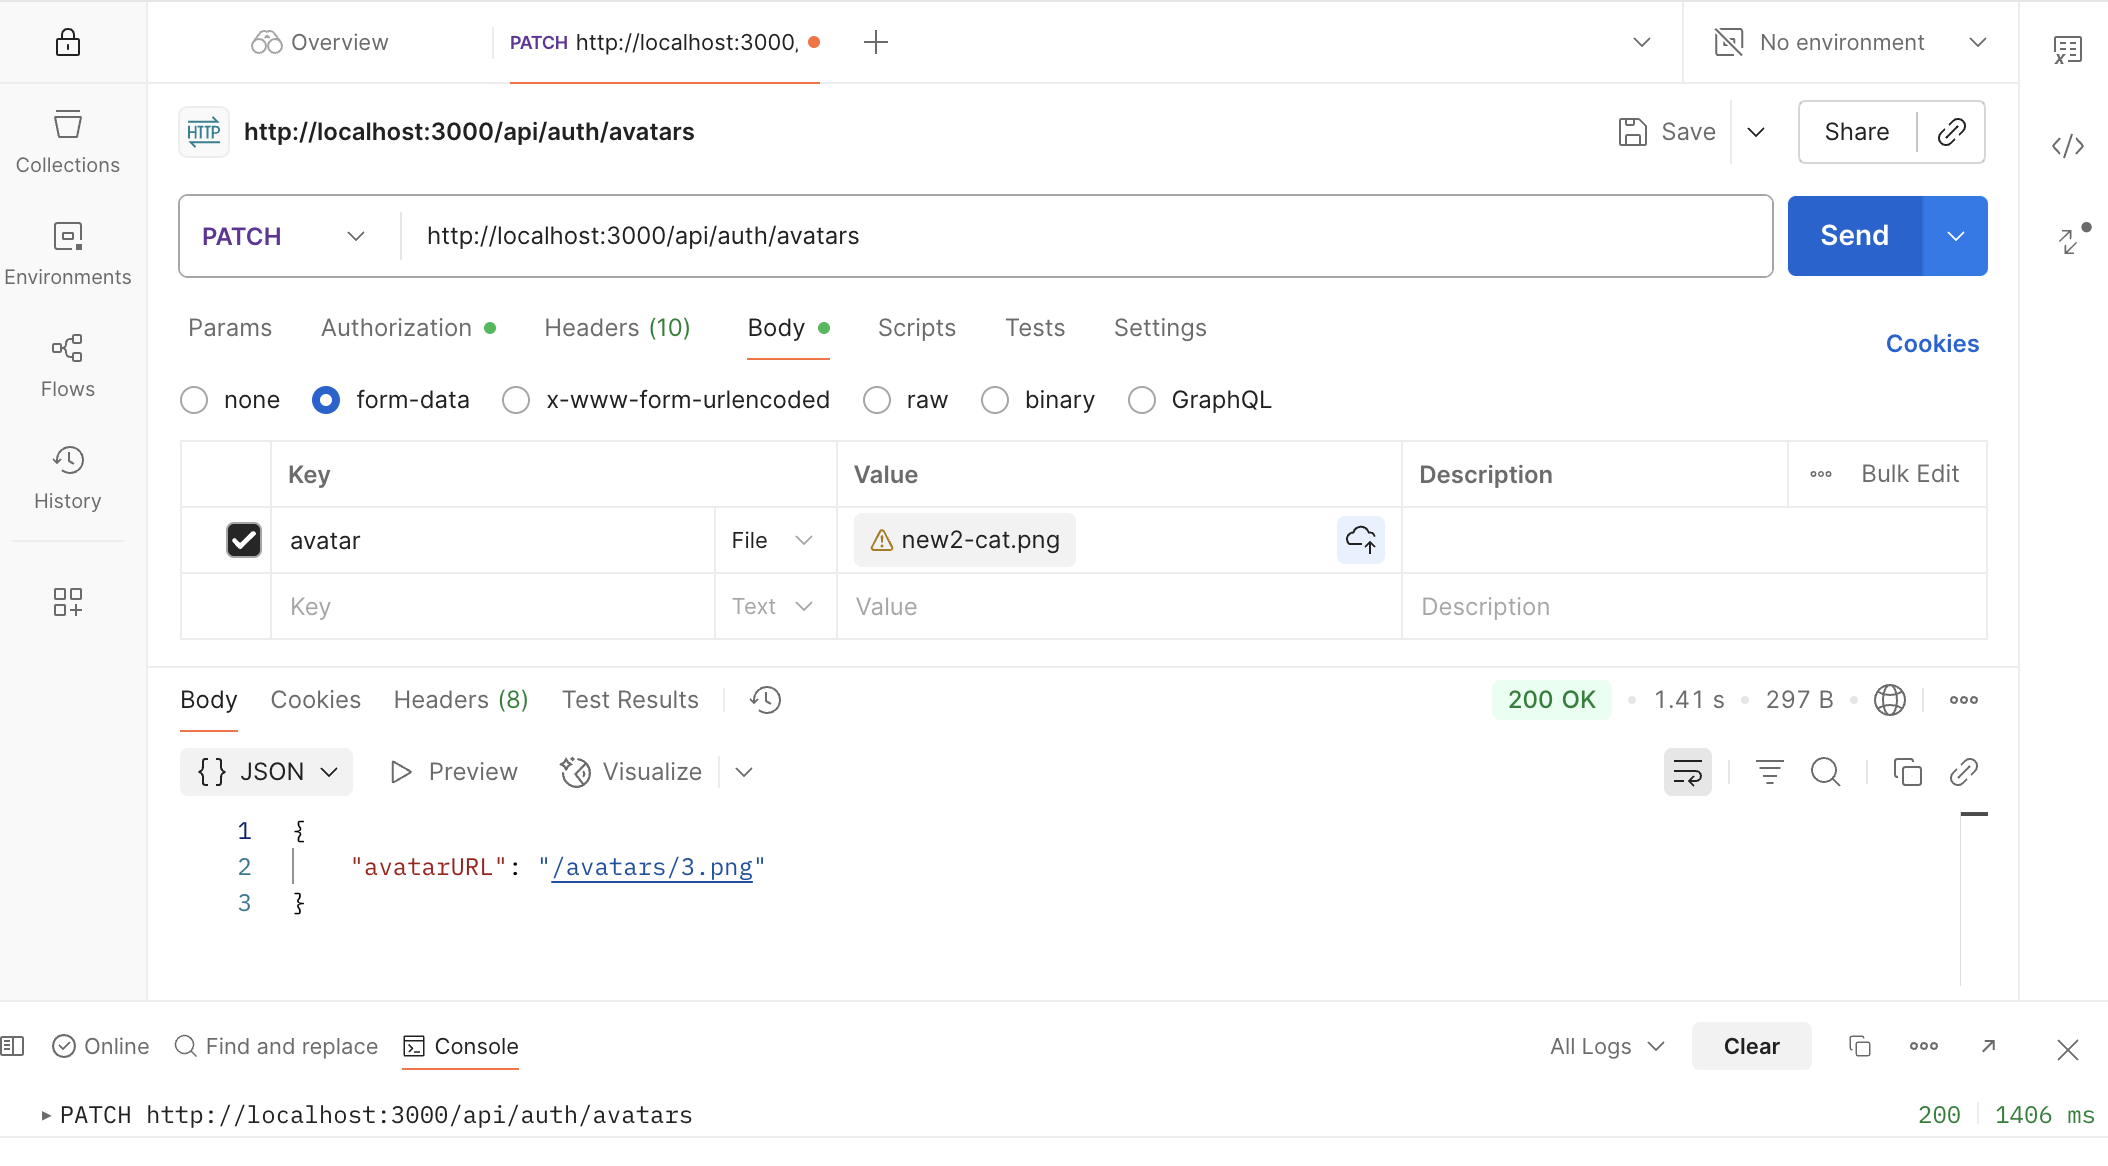 Overview
PATCH http://localhost:3000,
No environment
http://localhost:3000/api/auth/avatars
Save
Share
Collections
Environments
Flows
History
HTTP
PATCH
http://localhost:3000/api/auth/avatars
Send
Params
Authorization
Headers (10)
Body
Scripts
Tests
Settings
Cookies
none
form-data
x-www-form-urlencoded
raw
binary
GraphQL
Key
Value
Description
Bulk Edit
avatar
File
new2-cat.png
Key
Text
Value
Description
Body
Cookies
Headers (8)
Test Results
200 OK
1.41 s
297 B
{} JSON
Preview
Visualize
1 {
2 "avatarURL": "/avatars/3.png"
3 }
Online
Find and replace
Console
All Logs
Clear
PATCH http://localhost:3000/api/auth/avatars
200
1406 ms